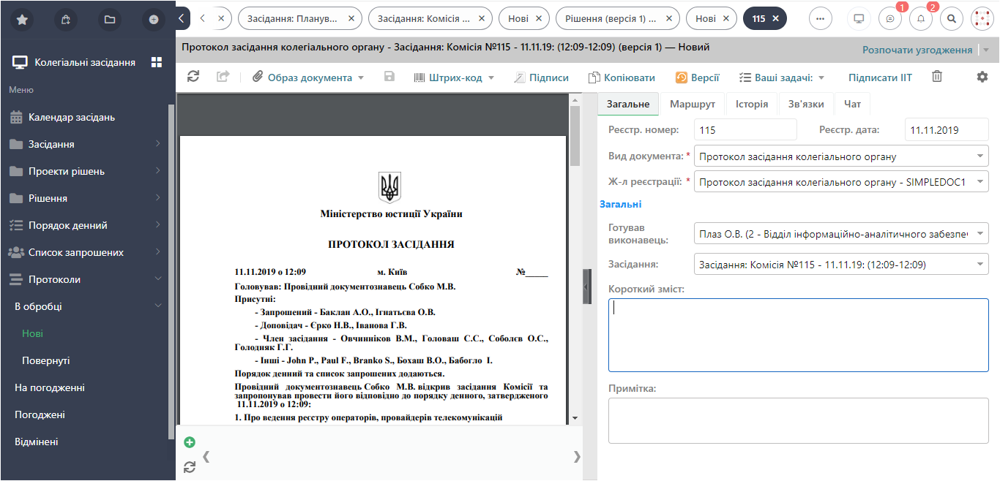 Засідання: Планув...
Засідання: Комісія ...
Нові
Рішення (версія 1) ...
Нові
115
1
2
Колегіальні засідання
Меню
Календар засідань
Засідання
Проекти рішень
Рішення
Порядок денний
Список запрошених
Протоколи
В обробці
Нові
Повернуті
На погодженні
Погоджені
Відмінені
Протокол засідання колегіального органу - Засідання: Комісія №115 - 11.11.19: (12:09-12:09) (версія 1) — Новий
Розпочати узгодження
Образ документа
Штрих-код
Підписи
Копіювати
Версії
Ваші задачі:
Підписати ІІТ
Міністерство юстиції України
ПРОТОКОЛ ЗАСІДАННЯ
11.11.2019 о 12:09 м. Київ №_____
Головував: Провідний документознавець Собко М.В.
Присутні:
- Запрошений - Баклан А.О., Ігнатьєва О.В.
- Доповідач - Єрко Н.В., Іванова Г.В.
- Член засідання - Овчинніков В.М., Головаш С.С., Соболєв О.С.,
Голодняк Г.Г.
- Інші - John P., Paul F., Branko S., Бохаш В.О., Бабогло І.
Порядок денний та список запрошених додаються.
Провідний документознавець Собко М.В. відкрив засідання Комісії та
запропонував провести його відповідно до порядку денного, затвердженого
11.11.2019 о 12:09:
1. Про ведення реєстру операторів, провайдерів телекомунікацій
Загальне
Маршрут
Історія
Зв'язки
Чат
Реєстр. номер: 115 Реєстр. дата: 11.11.2019
Вид документа: * Протокол засідання колегіального органу
Ж-л реєстрації: * Протокол засідання колегіального органу - SIMPLEDOC1
Загальні
Готував
виконавець: Плаз О.В. (2 - Відділ інформаційно-аналітичного забезпеч
Засідання: Засідання: Комісія №115 - 11.11.19: (12:09-12:09)
Короткий зміст:
Примітка: